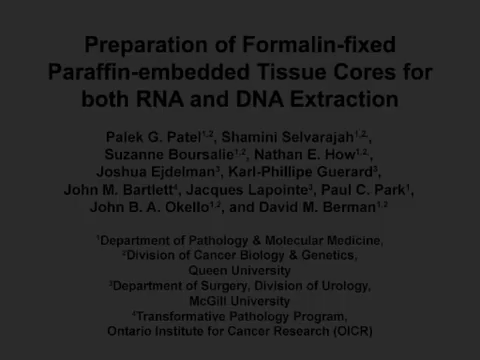 Preparation of Formalin-fixed
Paraffin-embedded Tissue Cores for
both RNA and DNA Extraction
Palek G. Patel1,2, Shamini Selvarajah1,2,,
Suzanne Boursalie1,2, Nathan E. How1,2,,
Joshua Ejdelman3, Karl-Phillipe Guerard3,
John M. Bartlett4, Jacques Lapointe3, Paul C. Park1,
John B. A. Okello1,2, and David M. Berman1,2
1Department of Pathology & Molecular Medicine,
2Division of Cancer Biology & Genetics,
Queen University
3Department of Surgery, Division of Urology,
McGill University
4Transformative Pathology Program,
Ontario Institute for Cancer Research (OICR)